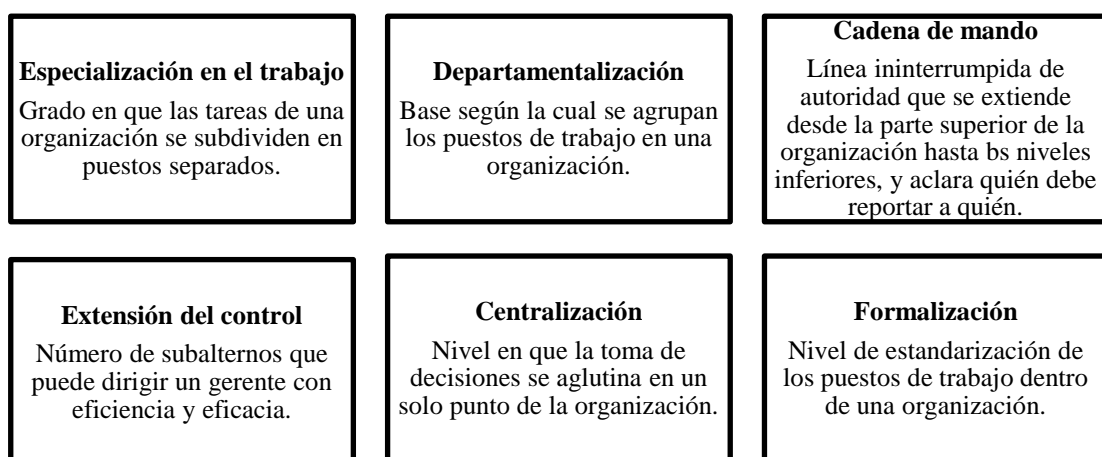 Especialización en el trabajo
Grado en que las tareas de una
organización se subdividen en
puestos separados.
Departamentalización
Base según la cual se agrupan
los puestos de trabajo en una
organización.
Cadena de mando
Línea ininterrumpida de
autoridad que se extiende
desde la parte superior de la
organización hasta bs niveles
inferiores, y aclara quién debe
reportar a quién.
Extensión del control
Número de subalternos que
puede dirigir un gerente con
eficiencia y eficacia.
Centralización
Nivel en que la toma de
decisiones se aglutina en un
solo punto de la organización.
Formalización
Nivel de estandarización de
los puestos de trabajo dentro
de una organización.